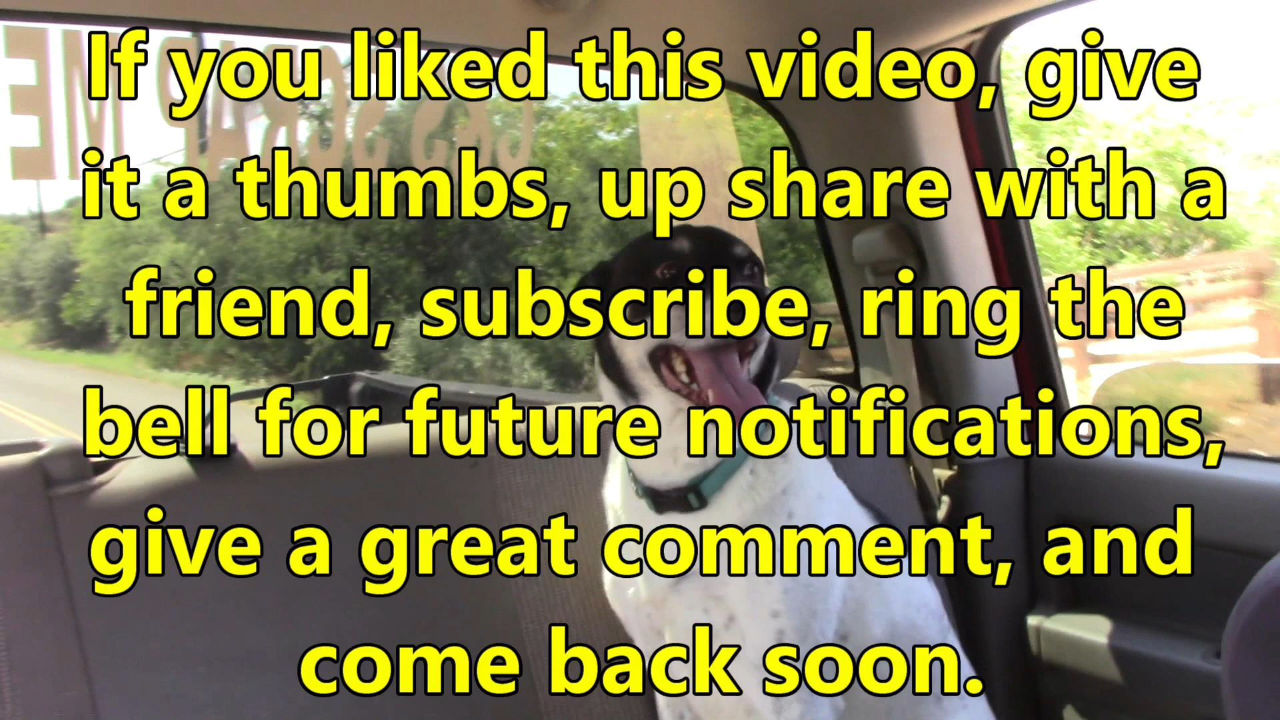 If you liked this video, give
it a thumbs, up share with a
friend, subscribe, ring the
bell for future notifications,
give a great comment, and
come back soon.